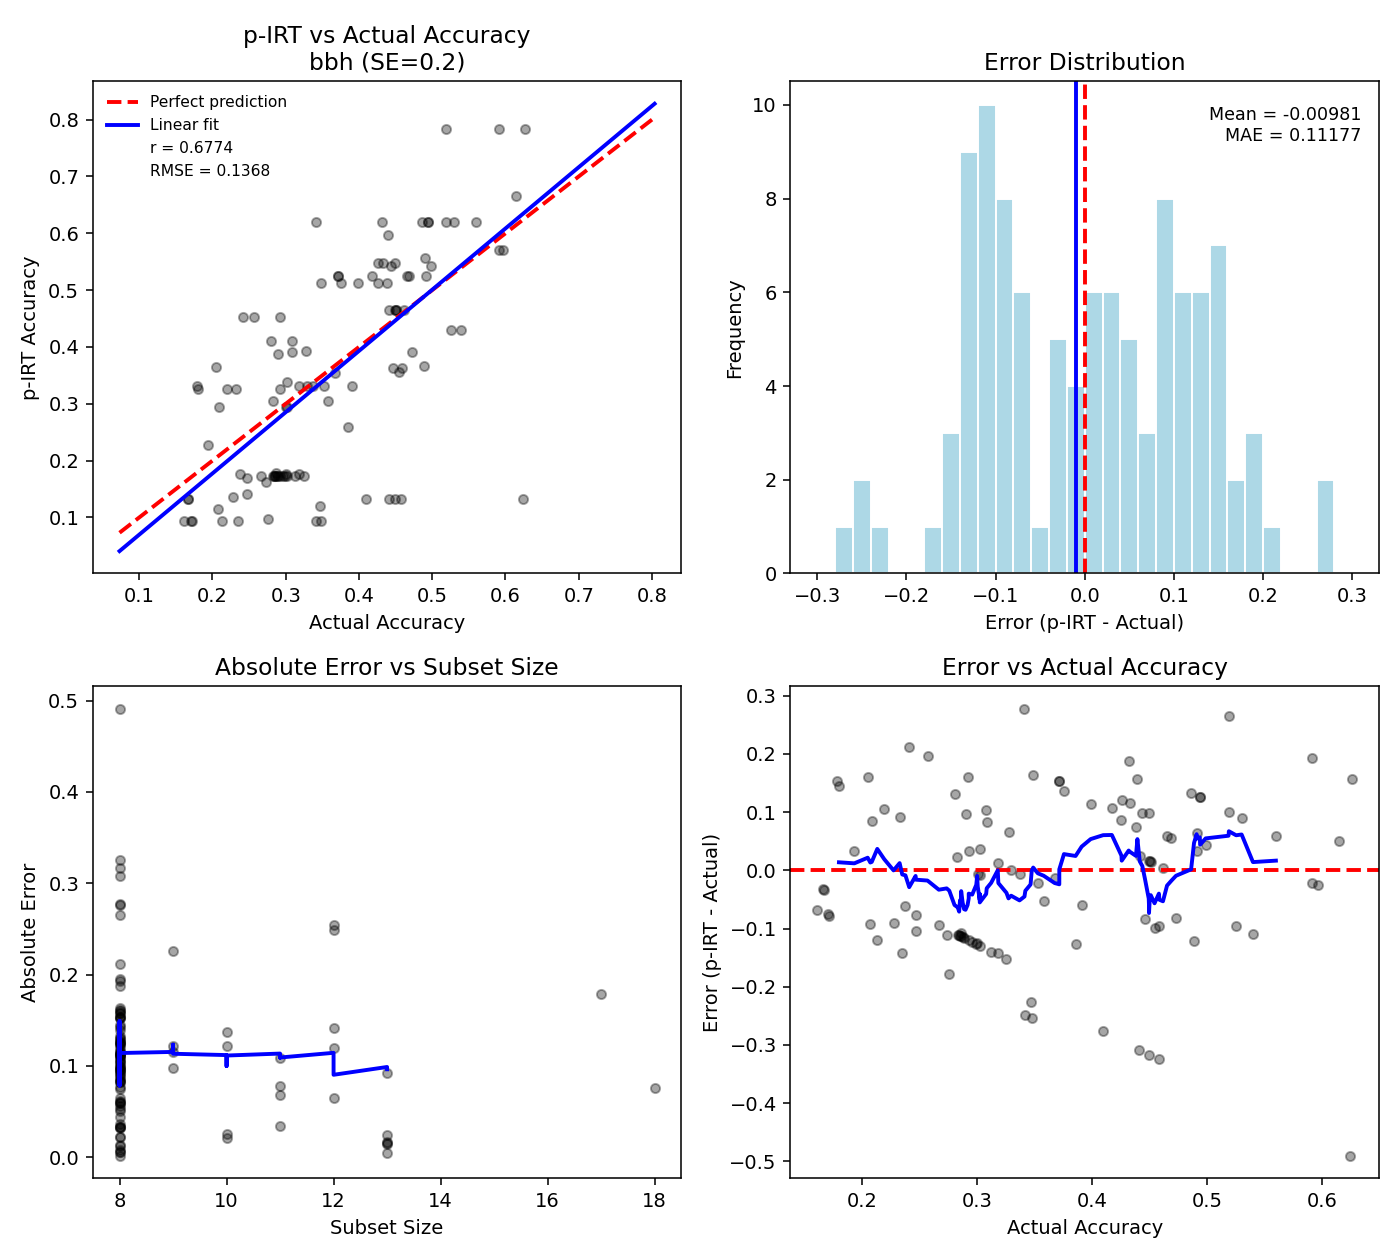 p-IRT vs Actual Accuracy
bbh (SE=0.2)
Perfect prediction
Linear fit
r = 0.6774
RMSE = 0.1368
0.8
0.7
0.6
0.5
0.4
0.3
0.2
0.1
p-IRT Accuracy
0.1 0.2 0.3 0.4 0.5 0.6 0.7 0.8
Actual Accuracy
Error Distribution
Mean = -0.00981
MAE = 0.11177
10
8
6
4
2
0
Frequency
−0.3 −0.2 −0.1 0.0 0.1 0.2 0.3
Error (p-IRT - Actual)
Absolute Error vs Subset Size
0.5
0.4
0.3
0.2
0.1
0.0
Absolute Error
8 10 12 14 16 18
Subset Size
Error vs Actual Accuracy
0.3
0.2
0.1
0.0
−0.1
−0.2
−0.3
−0.4
−0.5
Error (p-IRT - Actual)
0.2 0.3 0.4 0.5 0.6
Actual Accuracy